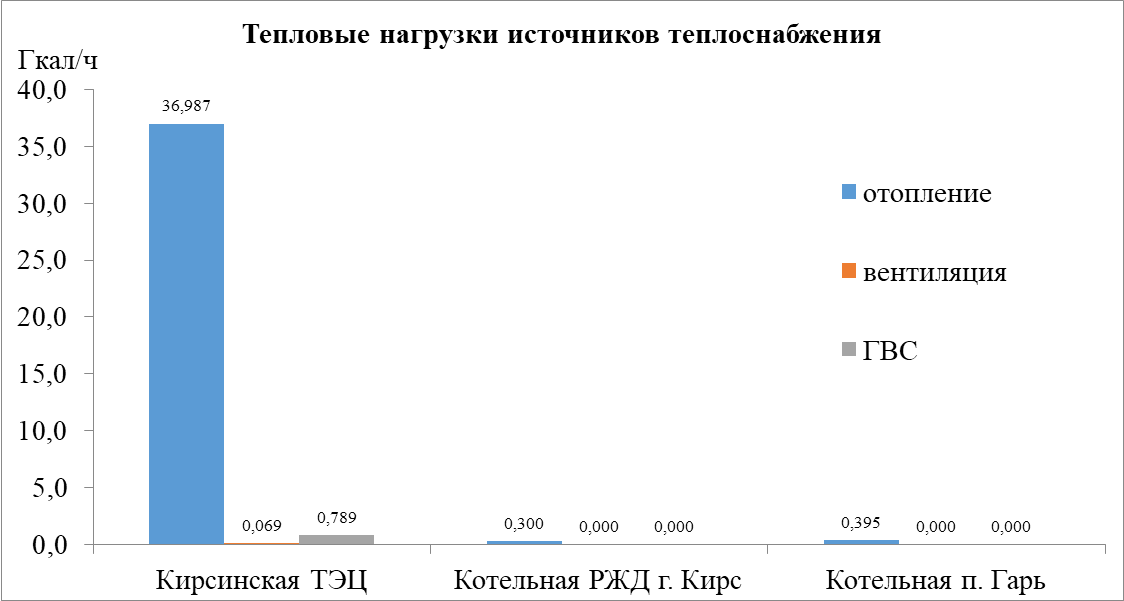 Тепловые нагрузки источников теплоснабжения
Гкал/ч
40,0
35,0
30,0
25,0
20,0
15,0
10,0
5,0
0,0
36,987
0,069
0,789
0,300
0,000
0,000
0,395
0,000
0,000
отопление
вентиляция
ГВС
Кирсинская ТЭЦ
Котельная РЖД г. Кирс
Котельная п. Гарь